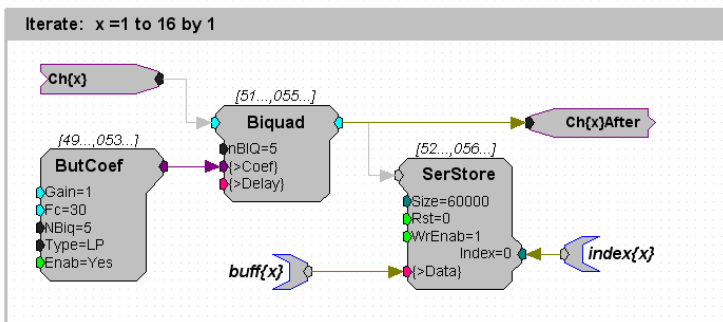 Iterate: x =1 to 16 by 1
Ch{x}
[51...,055...]
Biquad
nBIQ=5
{>Coef}
{>Delay}
Ch{x}After
[49...,053...]
ButCoef
Gain=1
Fc=30
NBiq=5
Type=LP
Enab=Yes
[52...,056...]
SerStore
Size=60000
Rst=0
WrEnab=1
Index=0
{>Data}
buff{x}
index{x}